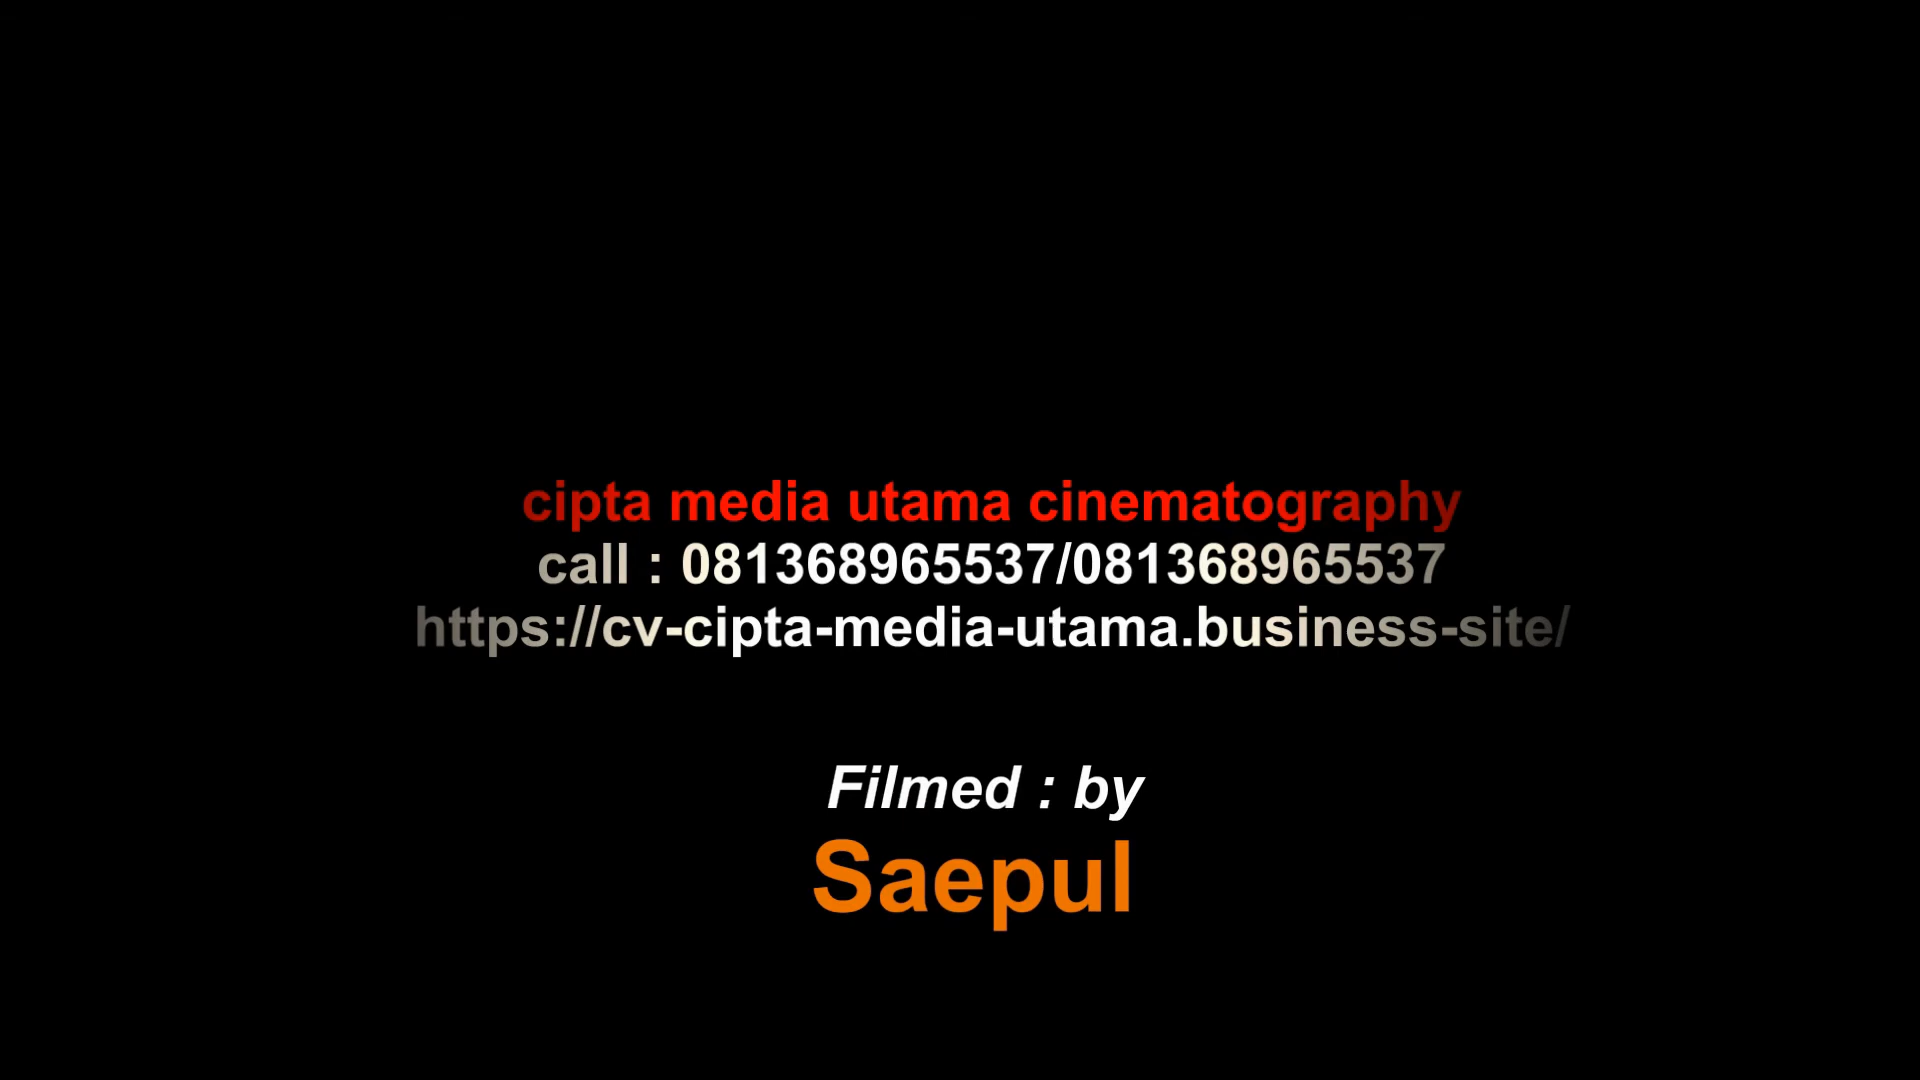 cipta media utama cinematography
call : 081368965537/081368965537
https://cv-cipta-media-utama.business-site/
Filmed : by
Saepul